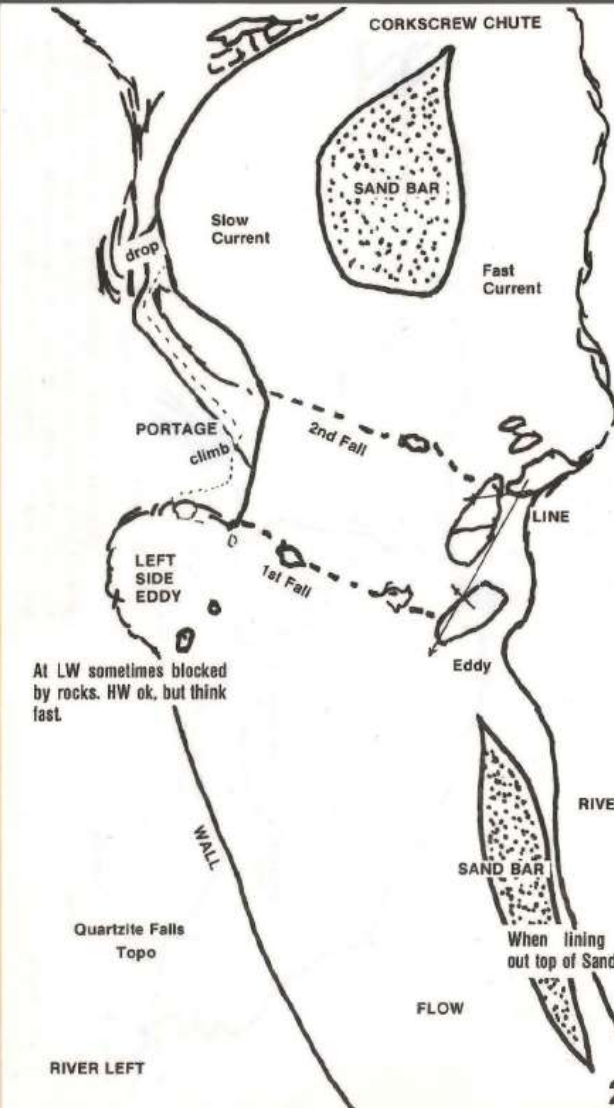 CORKSCREW CHUTE
SAND BAR
Slow
Current
Fast
Current
drop
2nd Fall
PORTAGE
climb
LINE
1st Fall
LEFT
SIDE
EDDY
Eddy
At LW sometimes blocked
by rocks. HW ok, but think
fast.
WALL
RIVE
SAND BAR
Quartzite Falls
Topo
When lining
out top of Sand
FLOW
RIVER LEFT